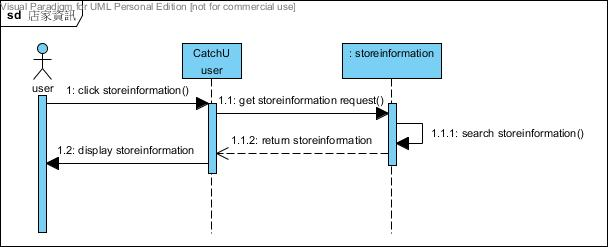 Visual Paradigm for UML Personal Edition [not for commercial use]
sd 店家資訊
CatchU
user
: storeinformation
user
1: click storeinformation()
1.1: get storeinformation request()
1.1.1: search storeinformation()
1.1.2: return storeinformation
1.2: display storeinformation